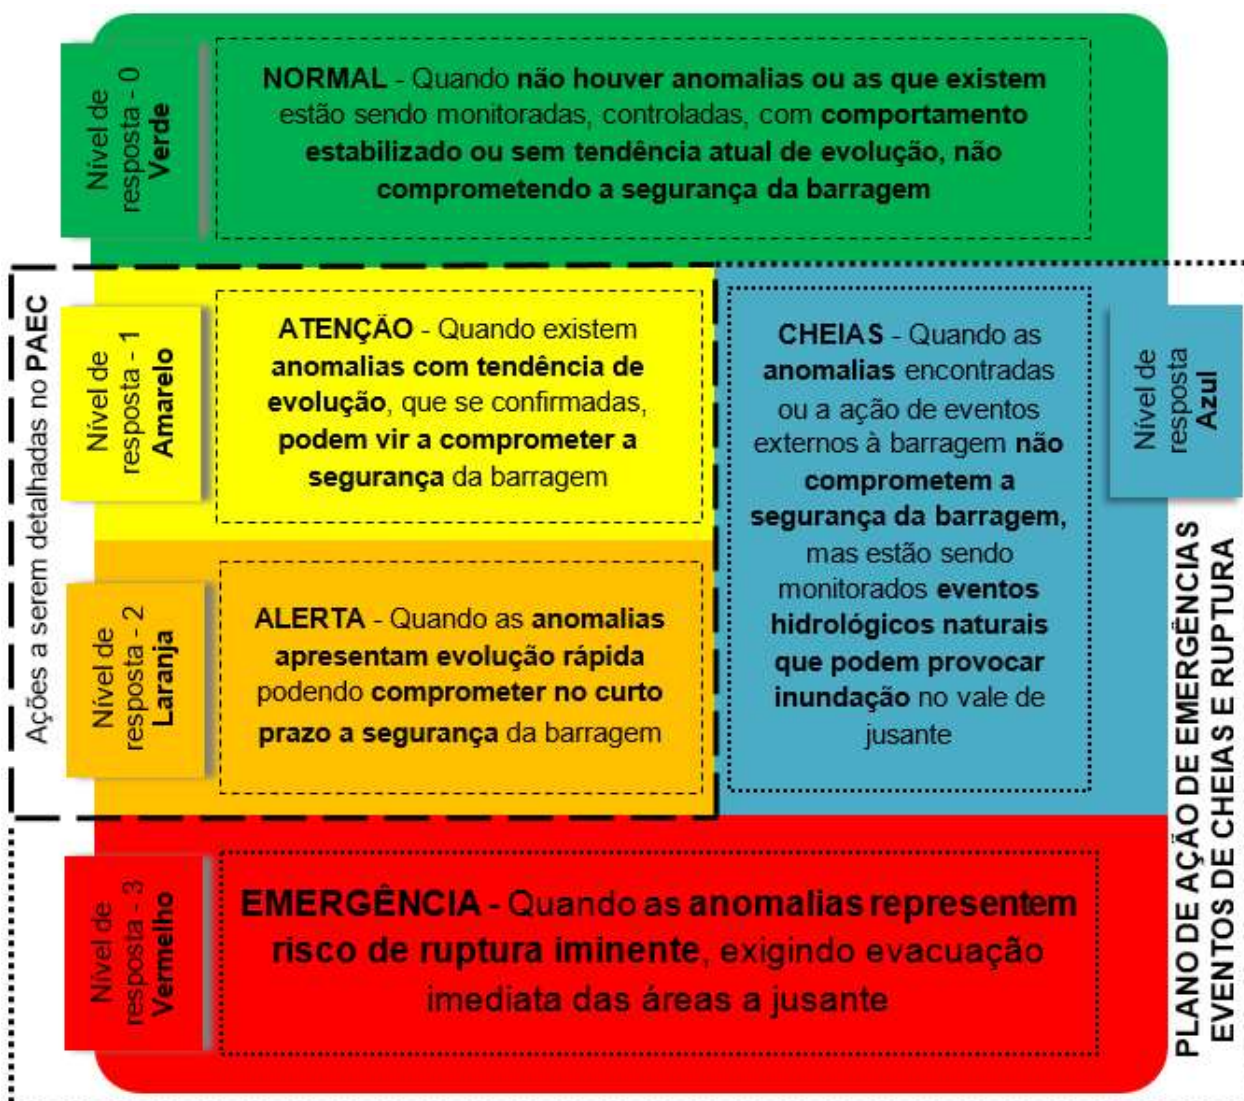 Nível de
resposta - 0
Verde
NORMAL - Quando não houver anomalias ou as que existem
estão sendo monitoradas, controladas, com comportamento
estabilizado ou sem tendência atual de evolução, não
comprometendo a segurança da barragem
Ações a serem detalhadas no PAEC
Nível de
resposta - 1
Amarelo
ATENÇÃO - Quando existem
anomalias com tendência de
evolução, que se confirmadas,
podem vir a comprometer a
segurança da barragem
Nível de
resposta - 2
Laranja
ALERTA - Quando as anomalias
apresentam evolução rápida
podendo comprometer no curto
prazo a segurança da barragem
CHEIAS - Quando as
anomalias encontradas
ou a ação de eventos
externos à barragem não
comprometem a
segurança da barragem,
mas estão sendo
monitorados eventos
hidrológicos naturais
que podem provocar
inundação no vale de
jusante
Nível de
resposta
Azul
PLANO DE AÇÃO DE EMERGÊNCIAS
EVENTOS DE CHEIAS E RUPTURA
Nível de
resposta - 3
Vermelho
EMERGÊNCIA - Quando as anomalias representem
risco de ruptura iminente, exigindo evacuação
imediata das áreas a jusante